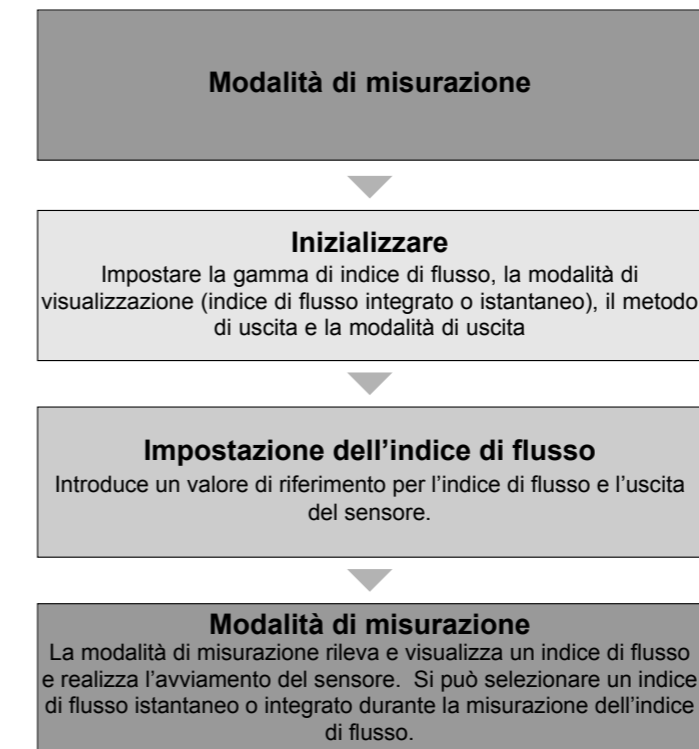 Modalità di misurazione
Inizializzare
Impostare la gamma di indice di flusso, la modalità di
visualizzazione (indice di flusso integrato o istantaneo), il metodo
di uscita e la modalità di uscita
Impostazione dell’indice di flusso
Introduce un valore di riferimento per l’indice di flusso e l’uscita
del sensore.
Modalità di misurazione
La modalità di misurazione rileva e visualizza un indice di flusso
e realizza l’avviamento del sensore.  Si può selezionare un indice
di flusso istantaneo o integrato durante la misurazione dell’indice
di flusso.